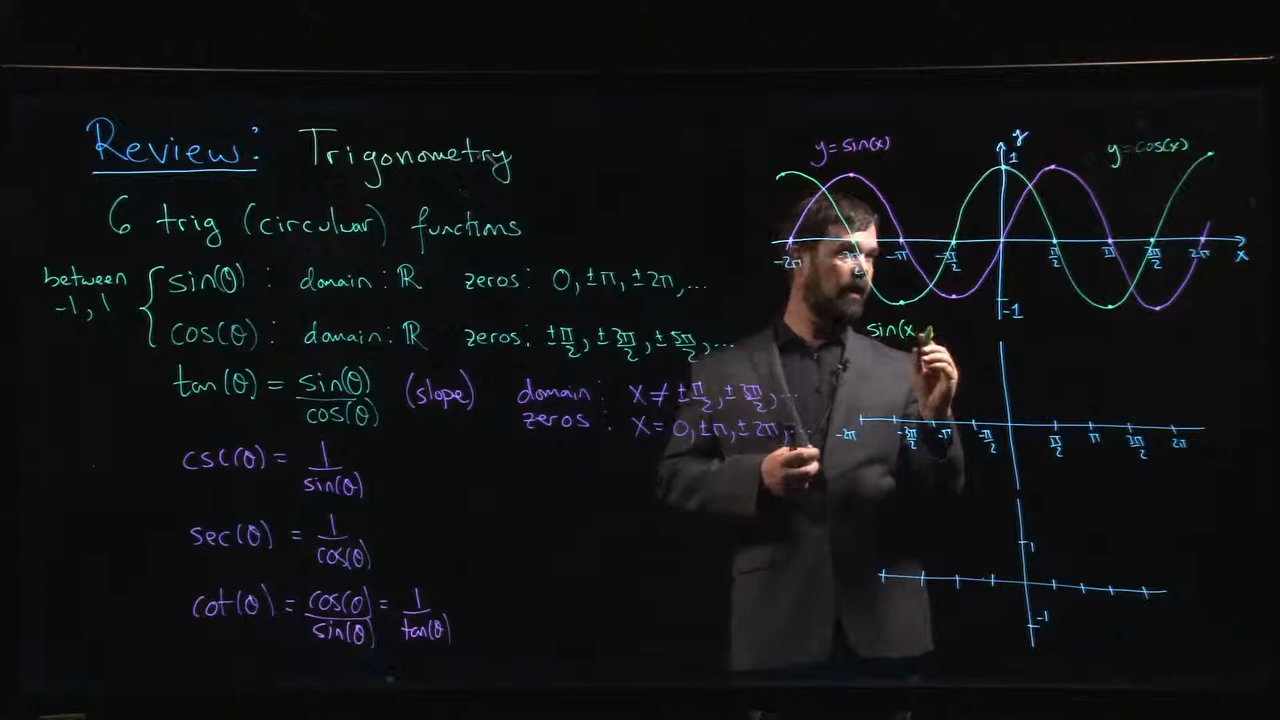 Review: Trigonometry
6 trig (circular) functions
between -1, 1
sin(θ) : domain: ℝ zeros: 0, ±π, ±2π, ...
cos(θ) : domain: ℝ zeros: ±π/2, ±3π/2, ±5π/2, ...
tan(θ) = sin(θ)/cos(θ) (slope) domain: x ≠ ±π/2, ±3π/2, ...
zeros: x = 0, ±π, ±2π, ...
csc(θ) = 1/sin(θ)
sec(θ) = 1/cos(θ)
cot(θ) = cos(θ)/sin(θ) = 1/tan(θ)
y = sin(x)
y
1
y = cos(x)
-2π -3π/2 -π -π/2 π/2 π 3π/2 2π x
-1
sin(x
-2π -3π/2 -π -π/2 π/2 π 3π/2 2π
1
-1